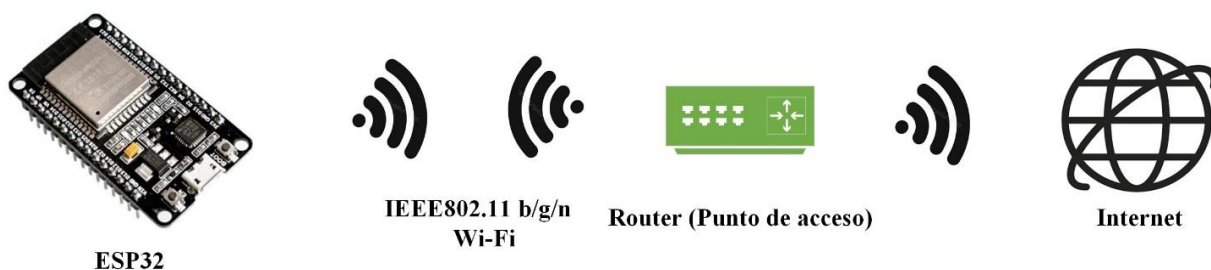 IEEE802.11 b/g/n
Wi-Fi
Router (Punto de acceso)
Internet
ESP32